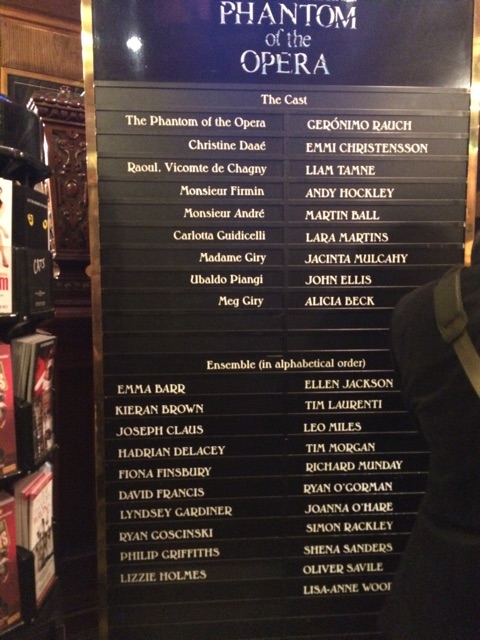 PHANTOM
of the
OPERA
The Cast
The Phantom of the Opera GERÓNIMO RAUCH
Christine Daaé EMMI CHRISTENSSON
Raoul. Vicomte de Chagny LIAM TAMNE
Monsieur Firmin ANDY HOCKLEY
Monsieur André MARTIN BALL
Carlotta Guidicelli LARA MARTINS
Madame Giry JACINTA MULCAHY
Ubaldo Piangi JOHN ELLIS
Meg Giry ALICIA BECK
Ensemble (in alphabetical order)
EMMA BARR
KIERAN BROWN
JOSEPH CLAUS
HADRIAN DELACEY
FIONA FINSBURY
DAVID FRANCIS
LYNDSEY GARDINER
RYAN GOSCINSKI
PHILIP GRIFFITHS
LIZZIE HOLMES
ELLEN JACKSON
TIM LAURENTI
LEO MILES
TIM MORGAN
RICHARD MUNDAY
RYAN O'GORMAN
JOANNA O'HARE
SIMON RACKLEY
SHENA SANDERS
OLIVER SAVILE
LISA-ANNE
CATS